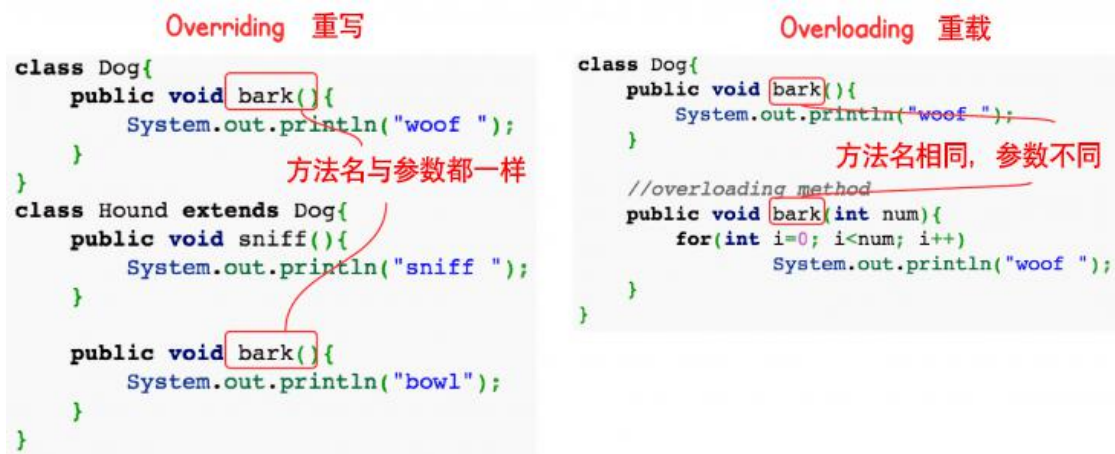 Overriding 重写
class Dog{
    public void bark(){
        System.out.println("woof ");
    }
}
方法名与参数都一样
class Hound extends Dog{
    public void sniff(){
        System.out.println("sniff ");
    }
    public void bark(){
        System.out.println("bowl");
    }
}
Overloading 重载
class Dog{
    public void bark(){
        System.out.println("woof ");
    }
方法名相同，参数不同
    //overloading method
    public void bark(int num){
        for(int i=0; i<num; i++)
            System.out.println("woof ");
    }
}